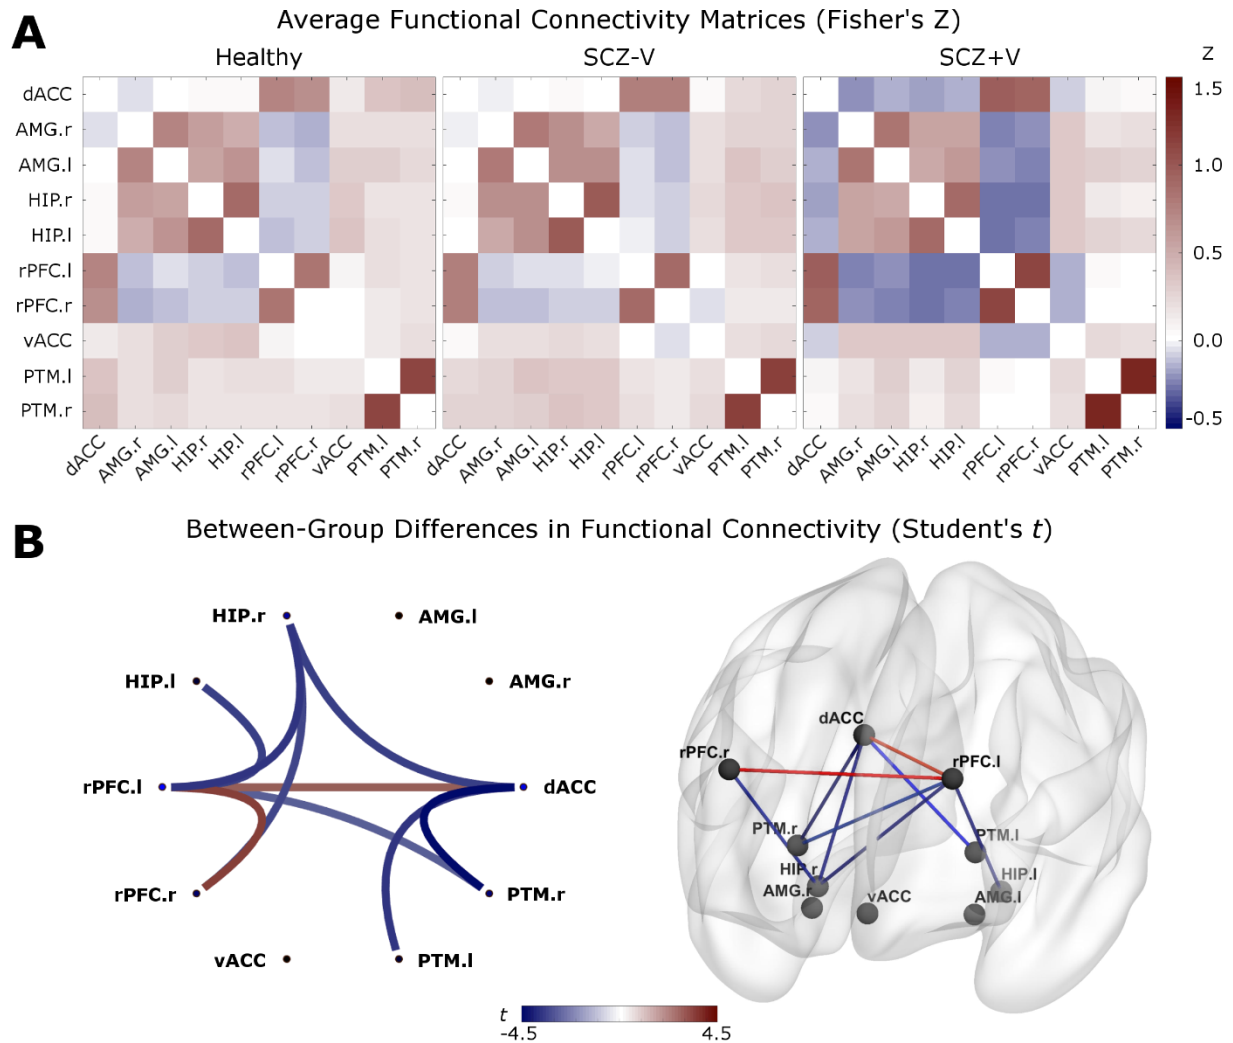 A
Average Functional Connectivity Matrices (Fisher's Z)
Healthy
SCZ-V
SCZ+V
Z
dACC
AMG.r
AMG.l
HIP.r
HIP.l
rPFC.l
rPFC.r
vACC
PTM.l
PTM.r
1.5
1.0
0.5
0.0
-0.5
dACC AMG.r AMG.l HIP.r HIP.l rPFC.l rPFC.r vACC PTM.l PTM.r
dACC AMG.r AMG.l HIP.r HIP.l rPFC.l rPFC.r vACC PTM.l PTM.r
dACC AMG.r AMG.l HIP.r HIP.l rPFC.l rPFC.r vACC PTM.l PTM.r
B
Between-Group Differences in Functional Connectivity (Student's t)
HIP.r
AMG.l
HIP.l
AMG.r
rPFC.l
dACC
rPFC.r
PTM.r
vACC
PTM.l
dACC
rPFC.r
rPFC.l
PTM.r
PTM.l
HIP.r
HIP.l
AMG.r
vACC
AMG.l
t
-4.5
4.5